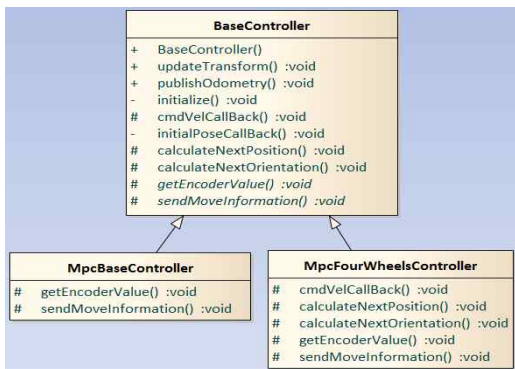 BaseController
+ BaseController()
+ updateTransform() :void
+ publishOdometry() :void
- initialize() :void
# cmdVelCallBack() :void
- initialPoseCallBack() :void
# calculateNextPosition() :void
# calculateNextOrientation() :void
# getEncoderValue() :void
# sendMoveInformation() :void
MpcBaseController
# getEncoderValue() :void
# sendMoveInformation() :void
MpcFourWheelsController
# cmdVelCallBack() :void
# calculateNextPosition() :void
# calculateNextOrientation() :void
# getEncoderValue() :void
# sendMoveInformation() :void